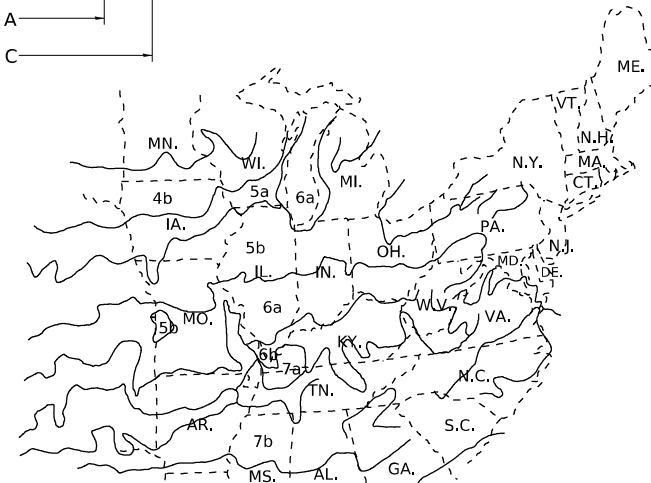 A
C
ME.
VT.
N.H.
MN.
WI.
N.Y.
MA.
CT.
4b
5a
6a
MI.
IA.
PA.
5b
OH.
N.J.
IL.
IN.
MD.
DE.
6a
W.V.
MO.
5b
VA.
KY.
6b
7a
N.C.
TN.
AR.
S.C.
7b
MS.
AL.
GA.